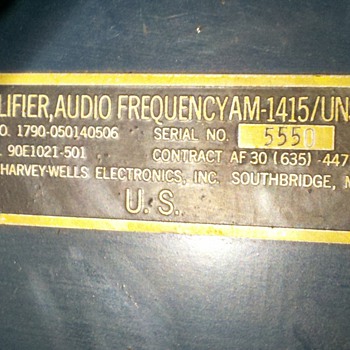 LIFIER, AUDIO FREQUENCY AM-1415/UN
O. 1790-050140506 SERIAL NO. 5550
. 90E1021-501 CONTRACT AF 30 (635) -447
HARVEY-WELLS ELECTRONICS, INC. SOUTHBRIDGE, M
U. S.